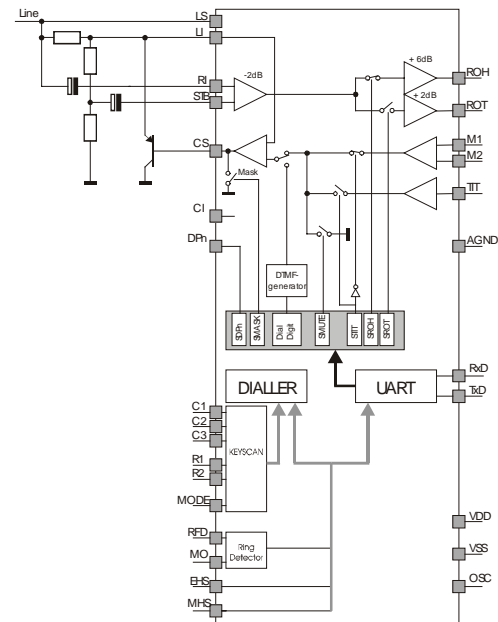 Line
LS
LI
RI
STB
CS
CI
DPn
-2dB
+ 6dB
+ 2dB
ROH
ROT
M1
M2
TIT
AGND
Mask
DTMF-
generator
SDPn
SMASK
Dial
Digit
SMUTE
STIT
SROH
SROT
DIALLER
UART
RxD
TxD
C1
C2
C3
R1
R2
MODE
KEYSCAN
RFD
MO
Ring
Detector
EHS
MHS
VDD
VSS
OSC